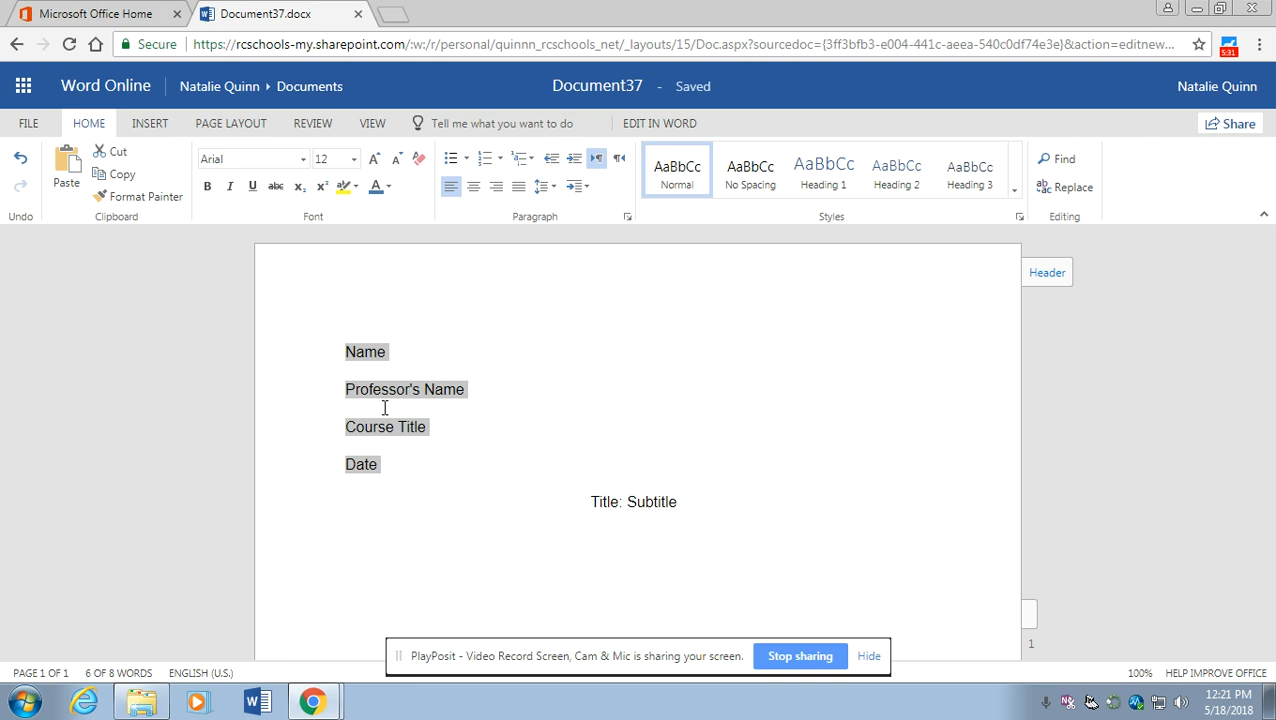 Microsoft Office Home
Document37.docx
Secure
https://rcschools-my.sharepoint.com/:w:/r/personal/quinnn_rcschools_net/_layouts/15/Doc.aspx?sourcedoc={3ff3bfb3-e004-441c-aeea-540c0df74e3e}&action=editnew...
5:31
Word Online
Natalie Quinn
Documents
Document37 - Saved
Natalie Quinn
FILE
HOME
INSERT
PAGE LAYOUT
REVIEW
VIEW
Tell me what you want to do
EDIT IN WORD
Share
Undo
Paste
Cut
Copy
Format Painter
Clipboard
Arial
12
Font
Paragraph
AaBbCc
Normal
AaBbCc
No Spacing
AaBbCc
Heading 1
AaBbCc
Heading 2
AaBbCc
Heading 3
Styles
Find
Replace
Editing
Header
Name
Professor's Name
Course Title
Date
Title: Subtitle
1
PlayPosit - Video Record Screen, Cam & Mic is sharing your screen.
Stop sharing
Hide
PAGE 1 OF 1
6 OF 8 WORDS
ENGLISH (U.S.)
100%
HELP IMPROVE OFFICE
12:21 PM
5/18/2018